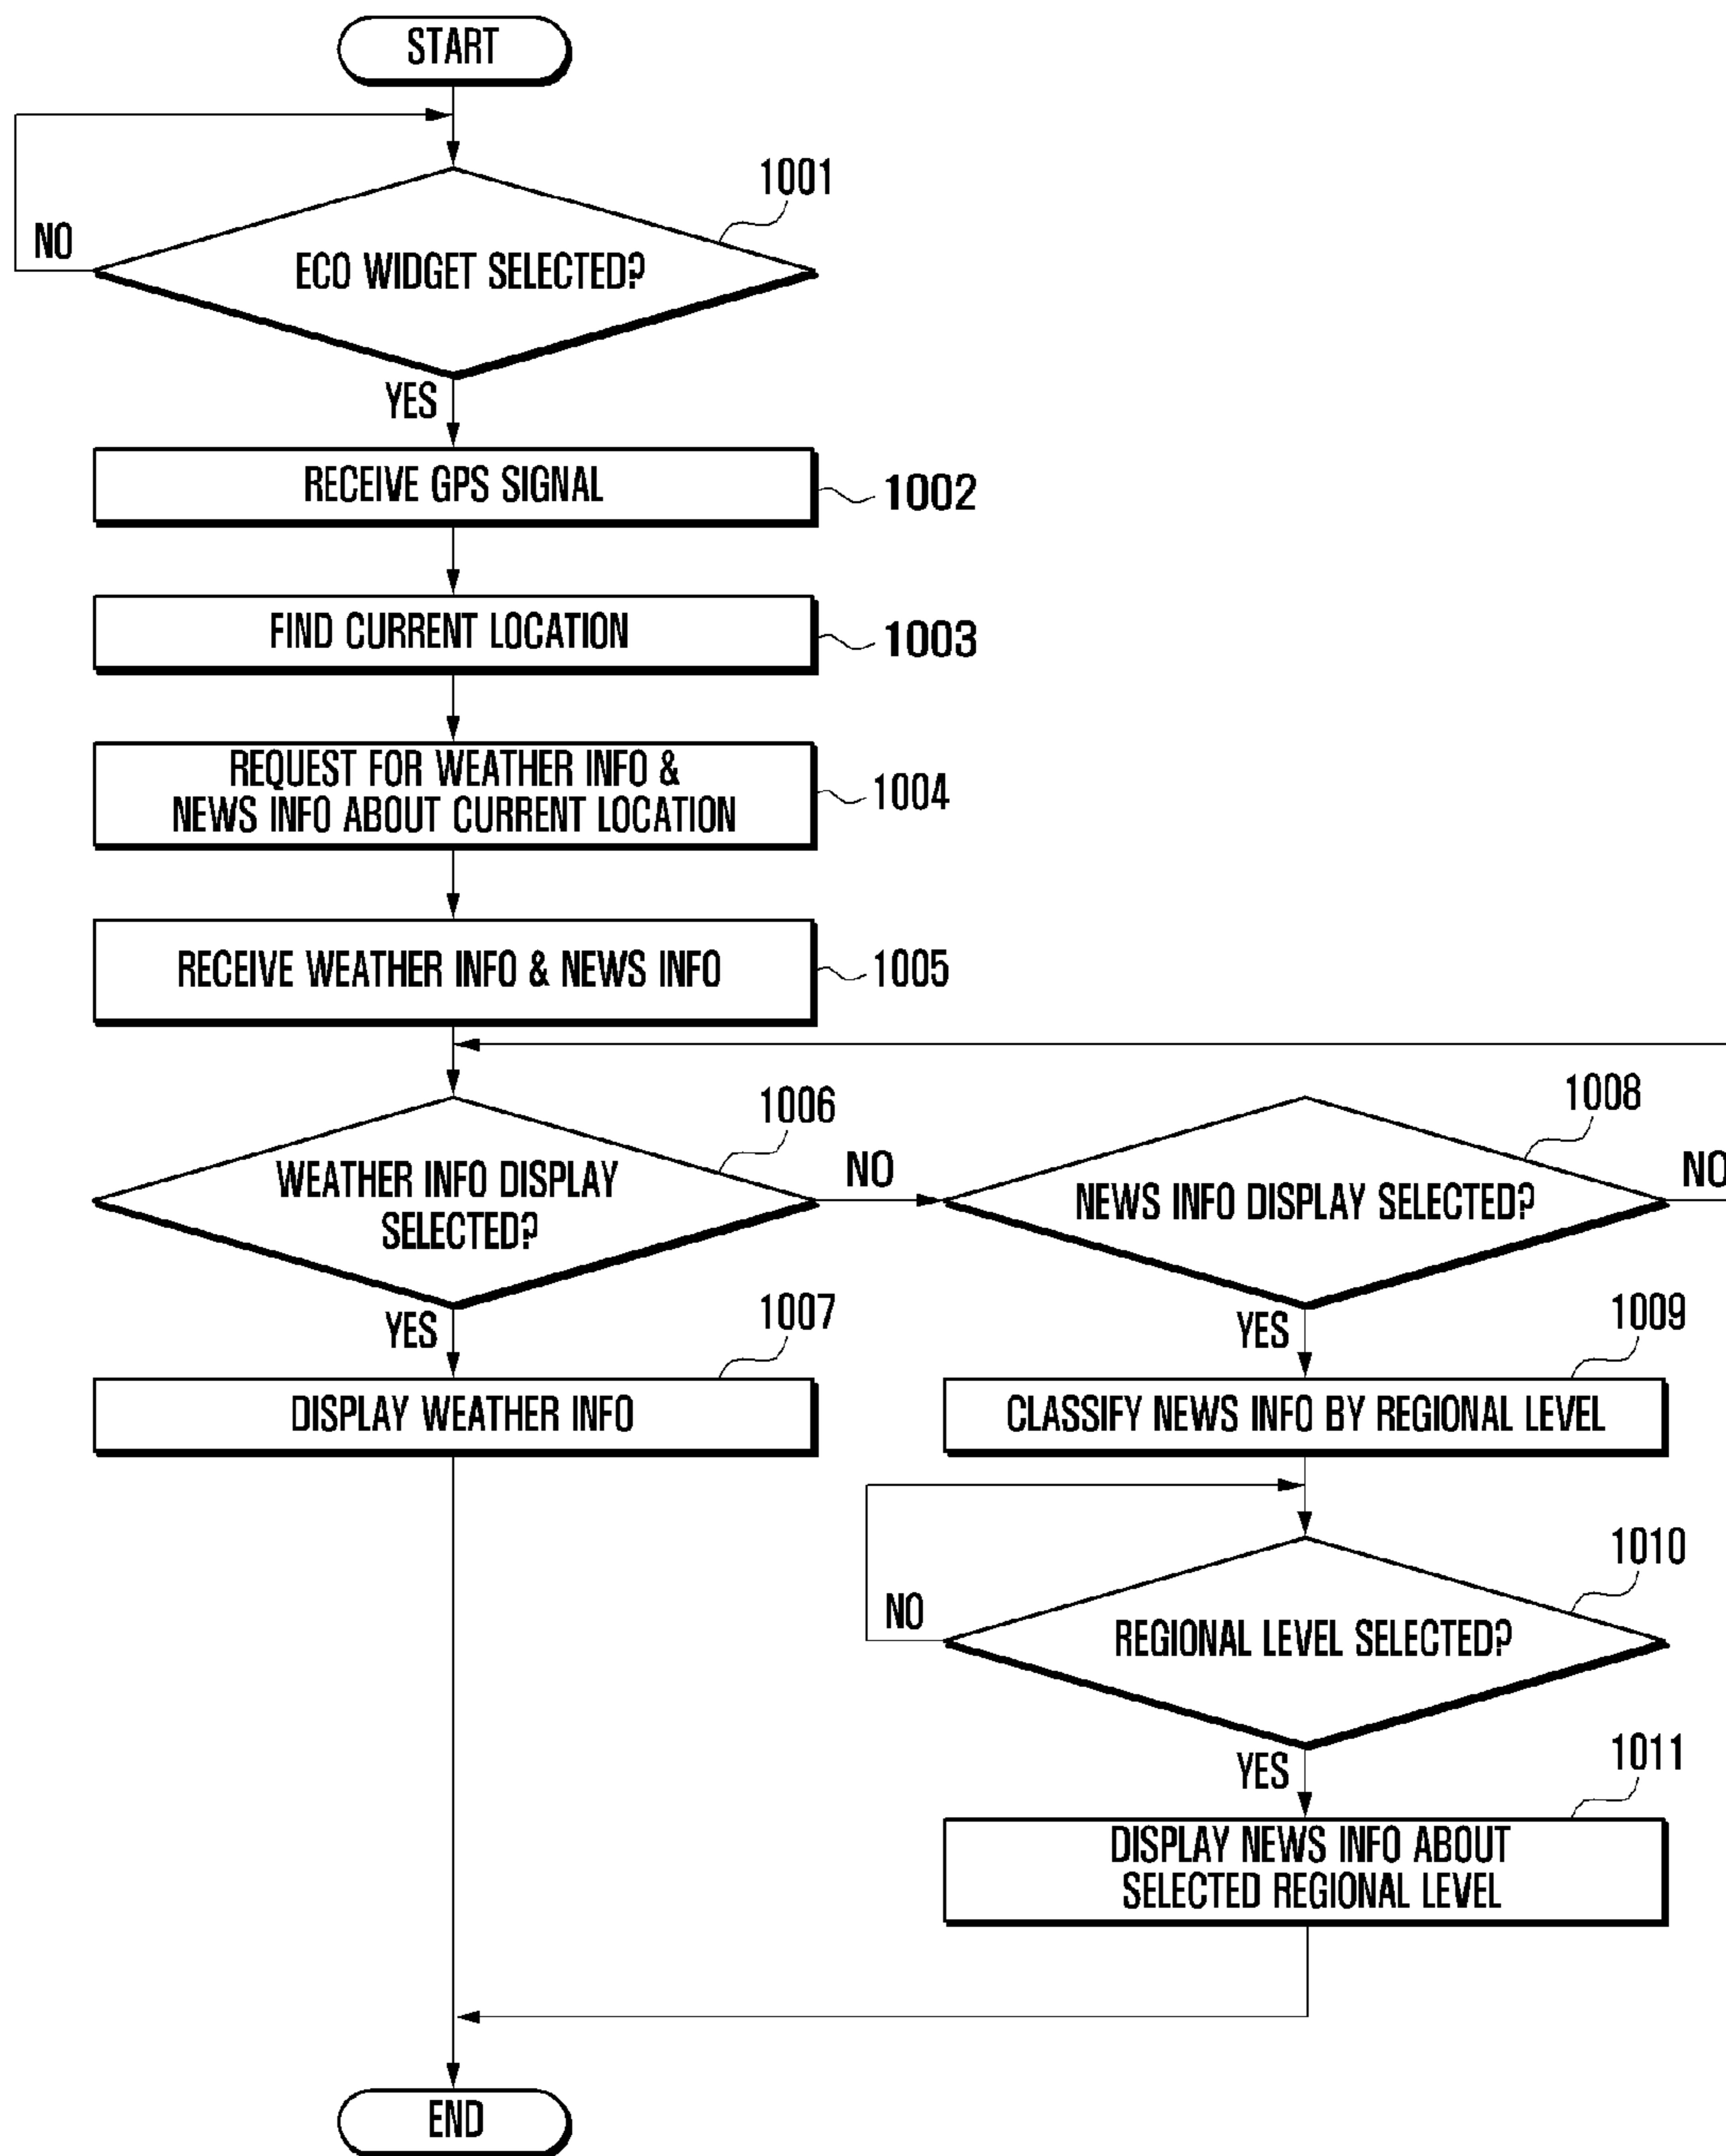 START
1001
NO
ECO WIDGET SELECTED?
YES
RECEIVE GPS SIGNAL
1002
FIND CURRENT LOCATION
1003
REQUEST FOR WEATHER INFO &
NEWS INFO ABOUT CURRENT LOCATION
1004
RECEIVE WEATHER INFO & NEWS INFO
1005
1006
WEATHER INFO DISPLAY
SELECTED?
NO
1008
NEWS INFO DISPLAY SELECTED?
NO
YES
1007
DISPLAY WEATHER INFO
YES
1009
CLASSIFY NEWS INFO BY REGIONAL LEVEL
1010
NO
REGIONAL LEVEL SELECTED?
YES
1011
DISPLAY NEWS INFO ABOUT
SELECTED REGIONAL LEVEL
END